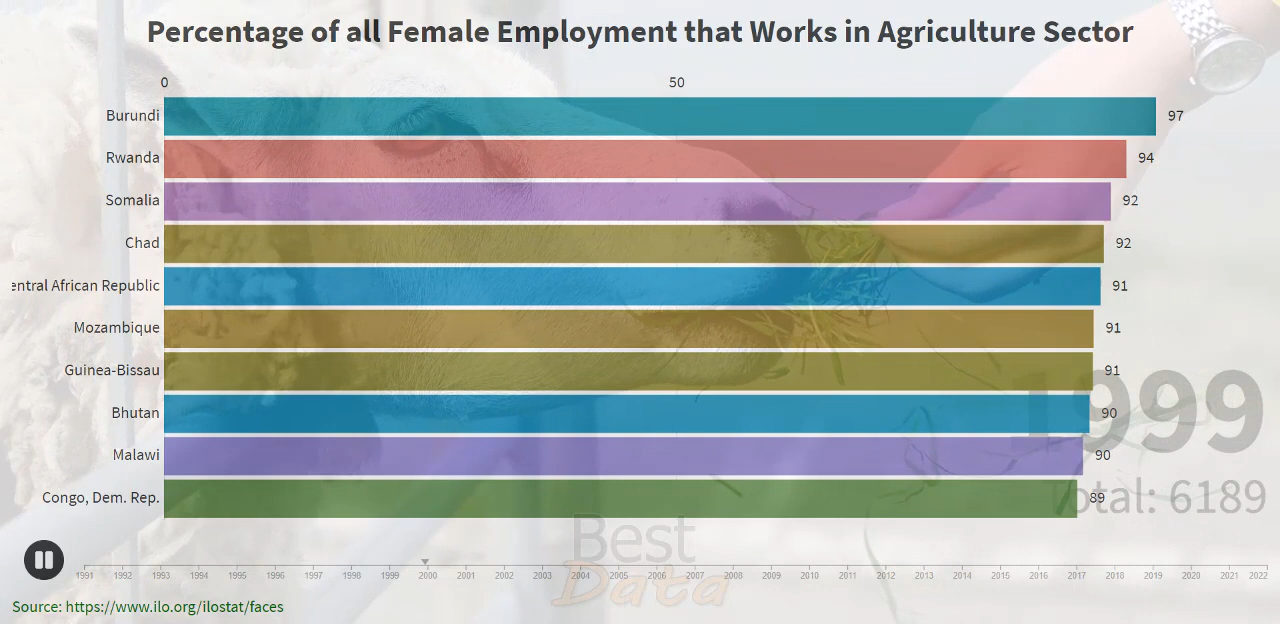 Percentage of all Female Employment that Works in Agriculture Sector
0 50
Burundi 97
Rwanda 94
Somalia 92
Chad 92
entral African Republic 91
Mozambique 91
Guinea-Bissau 91
Bhutan 90
Malawi 90
Congo, Dem. Rep. 89
1999
Total: 6189
Best
Data
1991 1992 1993 1994 1995 1996 1997 1998 1999 2000 2001 2002 2003 2004 2005 2006 2007 2008 2009 2010 2011 2012 2013 2014 2015 2016 2017 2018 2019 2020 2021 2022
Source: https://www.ilo.org/ilostat/faces